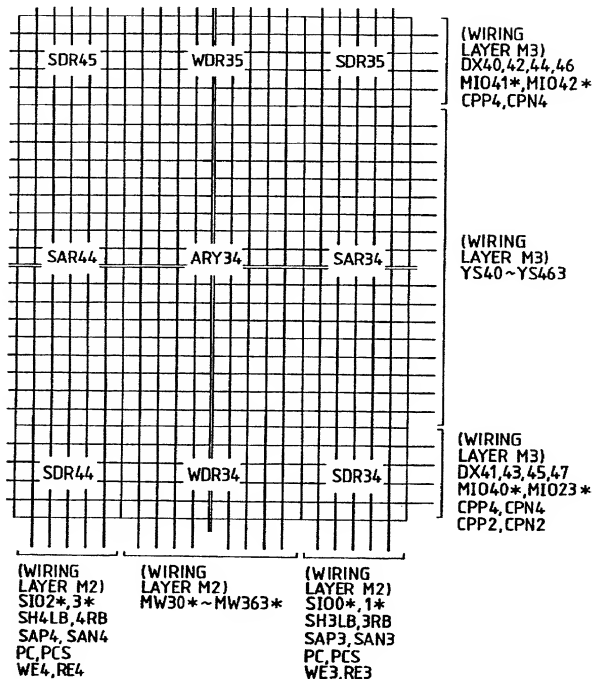 SDR45 WDR35 SDR35
(WIRING
LAYER M3)
DX40,42,44,46
MIO41*,MIO42*
CPP4,CPN4
SAR44 ARY34 SAR34
(WIRING
LAYER M3)
YS40~YS463
SDR44 WDR34 SDR34
(WIRING
LAYER M3)
DX41,43,45,47
MIO40*,MIO23*
CPP4,CPN4
CPP2,CPN2
(WIRING
LAYER M2)
SIO2*,3*
SH4LB,4RB
SAP4,SAN4
PC,PCS
WE4,RE4
(WIRING
LAYER M2)
MW30*~MW363*
(WIRING
LAYER M2)
SIO0*,1*
SH3LB,3RB
SAP3,SAN3
PC,PCS
WE3,RE3